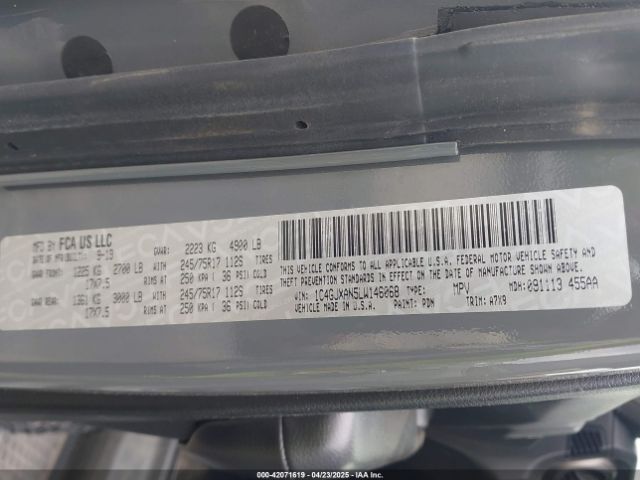 MFD BY FCA US LLC
DATE OF MFR/BUILT: 9-19 GVWR: 2223 KG 4900 LB
GAWR FRONT: 1225 KG 2700 LB WITH 245/75R17 112S TIRES
17X7.5 RIMS AT 250 KPA ( 36 PSI) COLD
GAWR REAR: 1361 KG 3000 LB WITH 245/75R17 112S TIRES
17X7.5 RIMS AT 250 KPA ( 36 PSI) COLD
THIS VEHICLE CONFORMS TO ALL APPLICABLE U.S.A. FEDERAL MOTOR VEHICLE SAFETY,
THEFT PREVENTION STANDARDS IN EFFECT ON THE DATE OF MANUFACTURE SHOWN ABOVE.
VIN: 1C4GJXAN5LW146068 TYPE: MPV MDH: 091113 455AA
VEHICLE MADE IN U.S.A. PAINT: PDN TRIM: A7X9
000-42071619 - 04/23/2025 - WWW.IAAI.COM